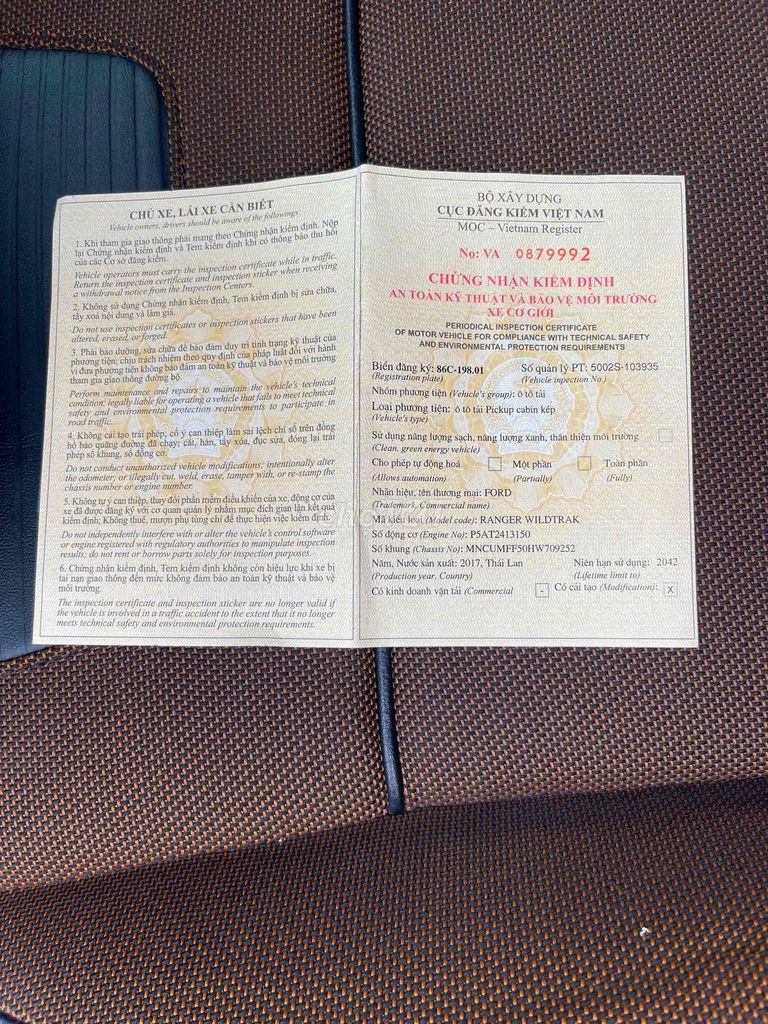 CHỦ XE, LÁI XE CẦN BIẾT
Vehicle owners, drivers should be aware of the followings.
1. Khi tham gia giao thông phải mang theo Chứng nhận kiểm định. Nộp
lại Chứng nhận kiểm định và Tem kiểm định khi có thông báo thu hồi
của các Cơ sở đăng kiểm.
Vehicle operators must carry the inspection certificate while in traffic.
Return the inspection certificate and inspection sticker when receiving
a withdrawal notice from the Inspection Centers.
2. Không sử dụng Chứng nhận kiểm định, Tem kiểm định bị sửa chữa,
tẩy xoá nội dung và làm giả.
Do not use inspection certificates or inspection stickers that have been
altered, erased, or forged.
3. Phải bảo dưỡng, sửa chữa để bảo đảm duy trì tình trạng kỹ thuật của
phương tiện; chịu trách nhiệm theo quy định của pháp luật đối với hành
vi đưa phương tiện không bảo đảm an toàn kỹ thuật và bảo vệ môi trường
tham gia giao thông đường bộ.
Perform maintenance and repairs to maintain the vehicle's technical
condition; legally liable for operating a vehicle that fails to meet technical
safety and environmental protection requirements to participate in
road traffic.
4. Không cải tạo trái phép; cố ý can thiệp làm sai lệch chỉ số trên đồng
hồ báo quãng đường đã chạy; cắt, hàn, tẩy xóa, đục sửa, đóng lại trái
phép số khung, số động cơ.
Do not conduct unauthorized vehicle modifications; intentionally alter
the odometer; or illegally cut, weld, erase, tamper with, or re-stamp the
chassis number or engine number.
5. Không tự ý can thiệp, thay đổi phần mềm điều khiển của xe, động cơ của
xe đã được đăng ký với cơ quan quản lý nhằm mục đích gian lận kết quả
kiểm định; Không thuê, mượn phụ tùng chỉ để thực hiện việc kiểm định.
Do not independently interfere with or alter the vehicle's control software
or engine registered with regulatory authorities to manipulate inspection
results; do not rent or borrow parts solely for inspection purposes.
6. Chứng nhận kiểm định, Tem kiểm định không còn hiệu lực khi xe bị
tai nạn giao thông đến mức không đảm bảo an toàn kỹ thuật và bảo vệ
môi trường.
The inspection certificate and inspection sticker are no longer valid if
the vehicle is involved in a traffic accident to the extent that it no longer
meets technical safety and environmental protection requirements.
BỘ XÂY DỰNG
CỤC ĐĂNG KIỂM VIỆT NAM
MOC – Vietnam Register
No: VA 0879992
CHỨNG NHẬN KIỂM ĐỊNH
AN TOÀN KỸ THUẬT VÀ BẢO VỆ MÔI TRƯỜNG
XE CƠ GIỚI
PERIODICAL INSPECTION CERTIFICATE
OF MOTOR VEHICLE FOR COMPLIANCE WITH TECHNICAL SAFETY
AND ENVIRONMENTAL PROTECTION REQUIREMENTS
Biển đăng ký: 86C-198.01 Số quản lý PT: 5002S-103935
(Registration plate) (Vehicle inspection No.)
Nhóm phương tiện (Vehicle's group): ô tô tải
Loại phương tiện: ô tô tải Pickup cabin kép
(Vehicle's type)
Sử dụng năng lượng sạch, năng lượng xanh, thân thiện môi trường
(Clean, green energy vehicle)
Cho phép tự động hoá Một phần Toàn phần
(Allows automation) (Partially) (Fully)
Nhãn hiệu, tên thương mại: FORD
(Trademark, Commercial name)
Mã kiểu loại (Model code): RANGER WILDTRAK
Số động cơ (Engine No): P5AT2413150
Số khung (Chassis No): MNCUMFF50HW709252
Năm, Nước sản xuất: 2017, Thái Lan Niên hạn sử dụng: 2042
(Production year, Country) (Lifetime limit to)
Có kinh doanh vận tải (Commercial - Có cải tạo (Modification): X